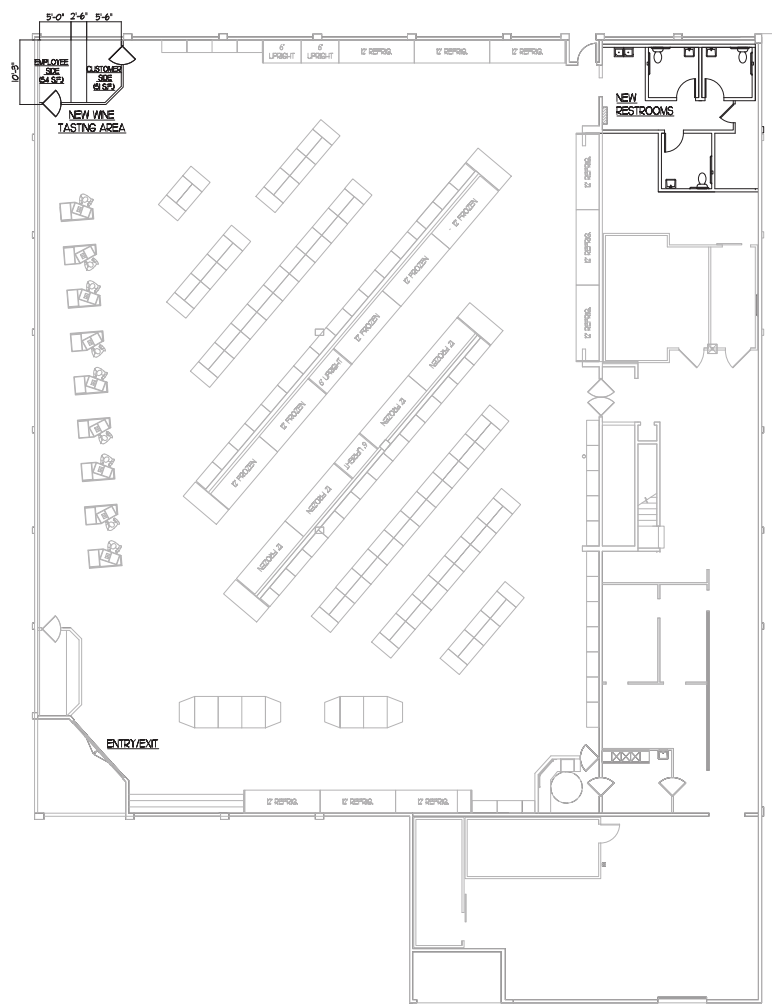 5'-0" 2'-6" 5'-6"
10'-3"
EMPLOYEE
SIDE
(54 S.F.)
CUSTOMER
SIDE
(51 S.F.)
NEW WINE
TASTING AREA
6'
UPRIGHT
6'
UPRIGHT
12' REFRIG.
12' REFRIG.
12' REFRIG.
NEW
RESTROOMS
12' REFRIG.
12' REFRIG.
12' REFRIG.
12' FROZEN
12' FROZEN
12' FROZEN
6' UPRIGHT
12' FROZEN
12' FROZEN
12' FROZEN
12' FROZEN
6' UPRIGHT
12' FROZEN
12' FROZEN
ENTRY/EXIT
12' REFRIG.
12' REFRIG.
12' REFRIG.